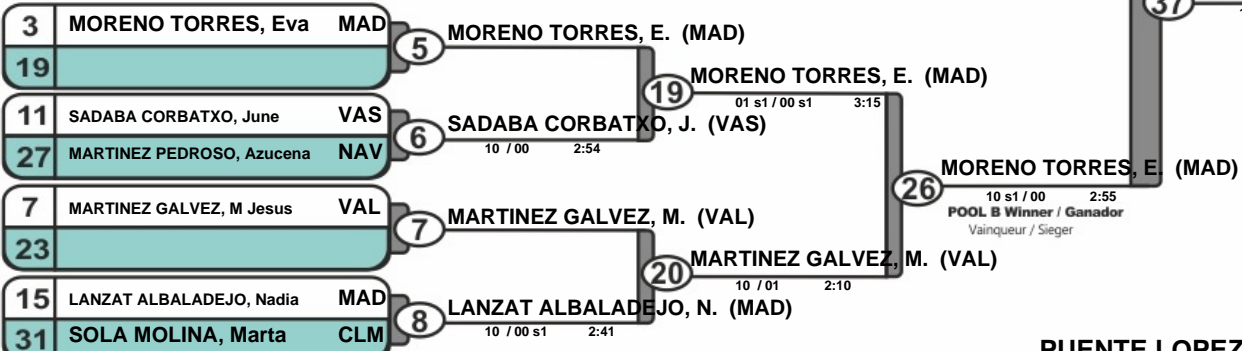 37
3 MORENO TORRES, Eva MAD
19
5
MORENO TORRES, E. (MAD)
19
MORENO TORRES, E. (MAD)
01 s1 / 00 s1 3:15
11 SADABA CORBATXO, June VAS
27 MARTINEZ PEDROSO, Azucena NAV
6
SADABA CORBATXO, J. (VAS)
10 / 00 2:54
26
MORENO TORRES, E. (MAD)
10 s1 / 00 2:55
POOL B Winner / Ganador
Vainqueur / Sieger
7 MARTINEZ GALVEZ, M Jesus VAL
23
7
MARTINEZ GALVEZ, M. (VAL)
20
MARTINEZ GALVEZ, M. (VAL)
10 / 01 2:10
15 LANZAT ALBALADEJO, Nadia MAD
31 SOLA MOLINA, Marta CLM
8
LANZAT ALBALADEJO, N. (MAD)
10 / 00 s1 2:41
PUENTE LOPEZ